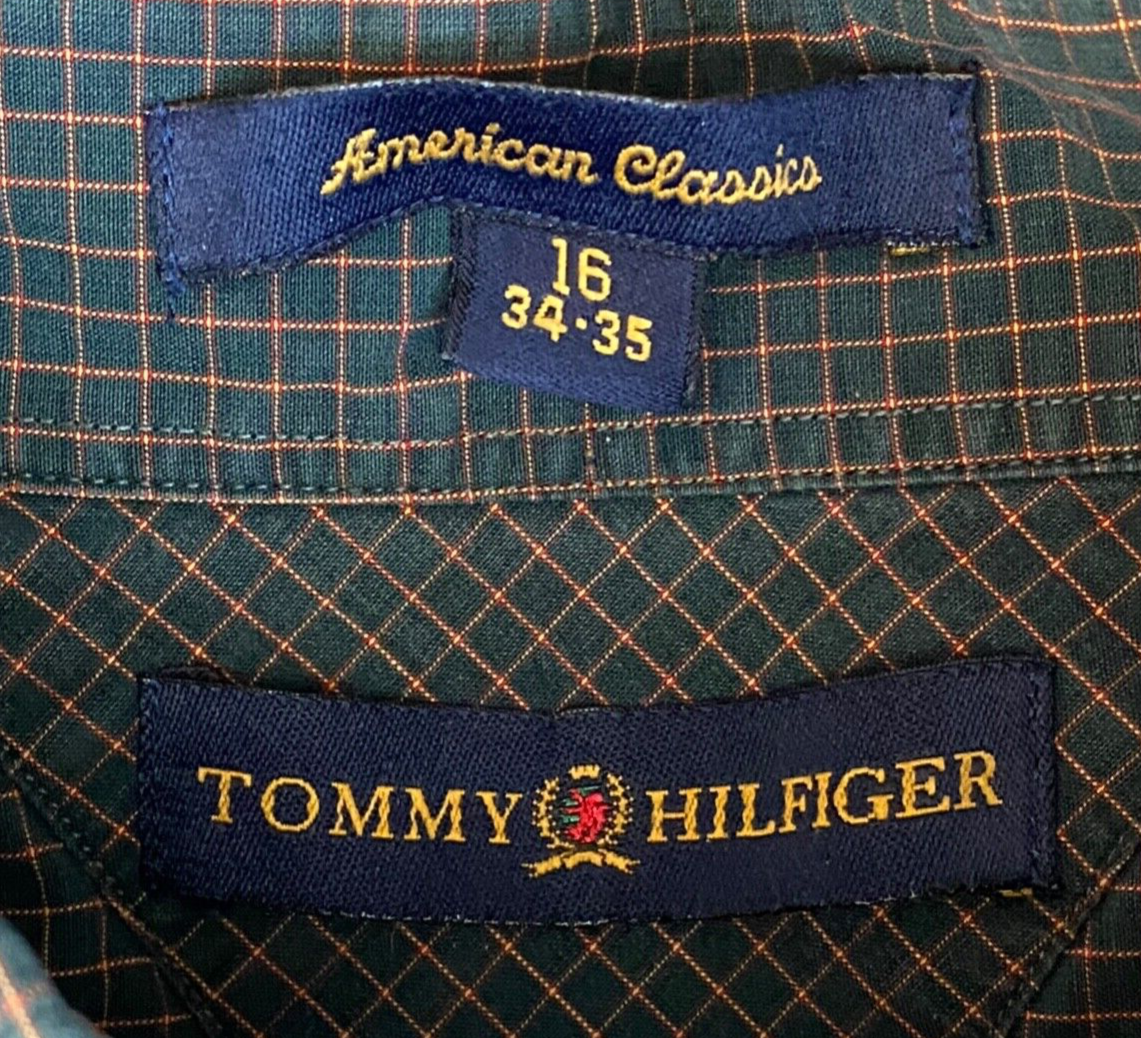 American Classics
16
34·35
TOMMY HILFIGER